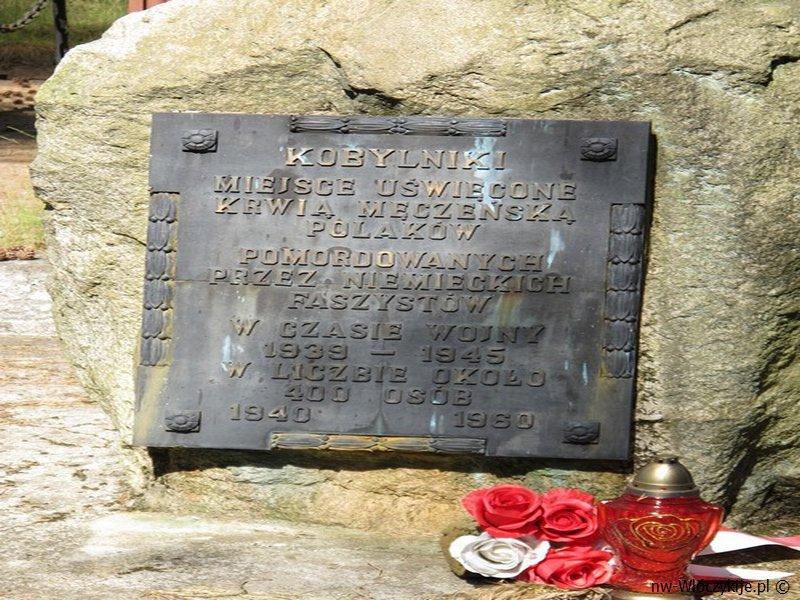 KOBYLNIKI
MIEJSCE UŚWIĘCONE
KRWIĄ MĘCZEŃSKĄ
POLAKÓW
POMORDOWANYCH
PRZEZ NIEMIECKICH
FASZYSTÓW
W CZASIE WOJNY
1939 — 1945
W LICZBIE OKOŁO
400 OSÓB
1940 1960
nw-Wloczykije.pl ©